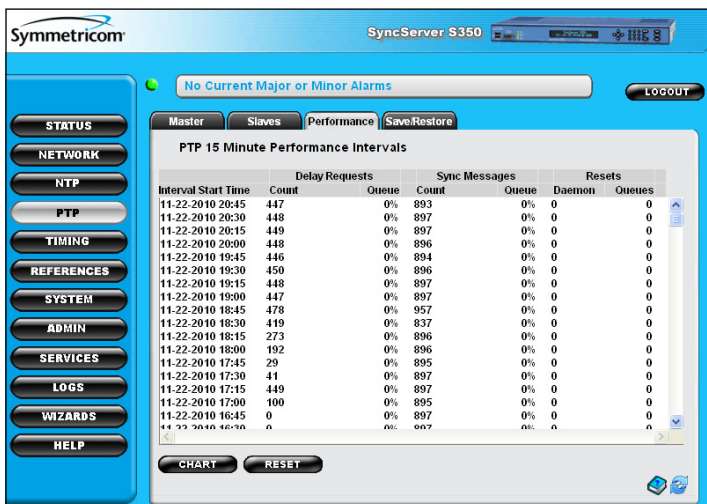 Symmetricom
SyncServer S350
No Current Major or Minor Alarms
LOGOUT
STATUS
NETWORK
NTP
PTP
TIMING
REFERENCES
SYSTEM
ADMIN
SERVICES
LOGS
WIZARDS
HELP
Master Slaves Performance Save/Restore
PTP 15 Minute Performance Intervals
Delay Requests Sync Messages Resets
Interval Start Time Count Queue Count Queue Daemon Queues
11-22-2010 20:45 447 0% 893 0% 0 0
11-22-2010 20:30 448 0% 897 0% 0 0
11-22-2010 20:15 449 0% 897 0% 0 0
11-22-2010 20:00 448 0% 896 0% 0 0
11-22-2010 19:45 446 0% 894 0% 0 0
11-22-2010 19:30 450 0% 896 0% 0 0
11-22-2010 19:15 448 0% 897 0% 0 0
11-22-2010 19:00 447 0% 897 0% 0 0
11-22-2010 18:45 478 0% 957 0% 0 0
11-22-2010 18:30 419 0% 837 0% 0 0
11-22-2010 18:15 273 0% 896 0% 0 0
11-22-2010 18:00 192 0% 896 0% 0 0
11-22-2010 17:45 29 0% 895 0% 0 0
11-22-2010 17:30 41 0% 897 0% 0 0
11-22-2010 17:15 449 0% 897 0% 0 0
11-22-2010 17:00 100 0% 895 0% 0 0
11-22-2010 16:45 0 0% 897 0% 0 0
11-22-2010 16:30 0 0% 897 0% 0 0
CHART RESET